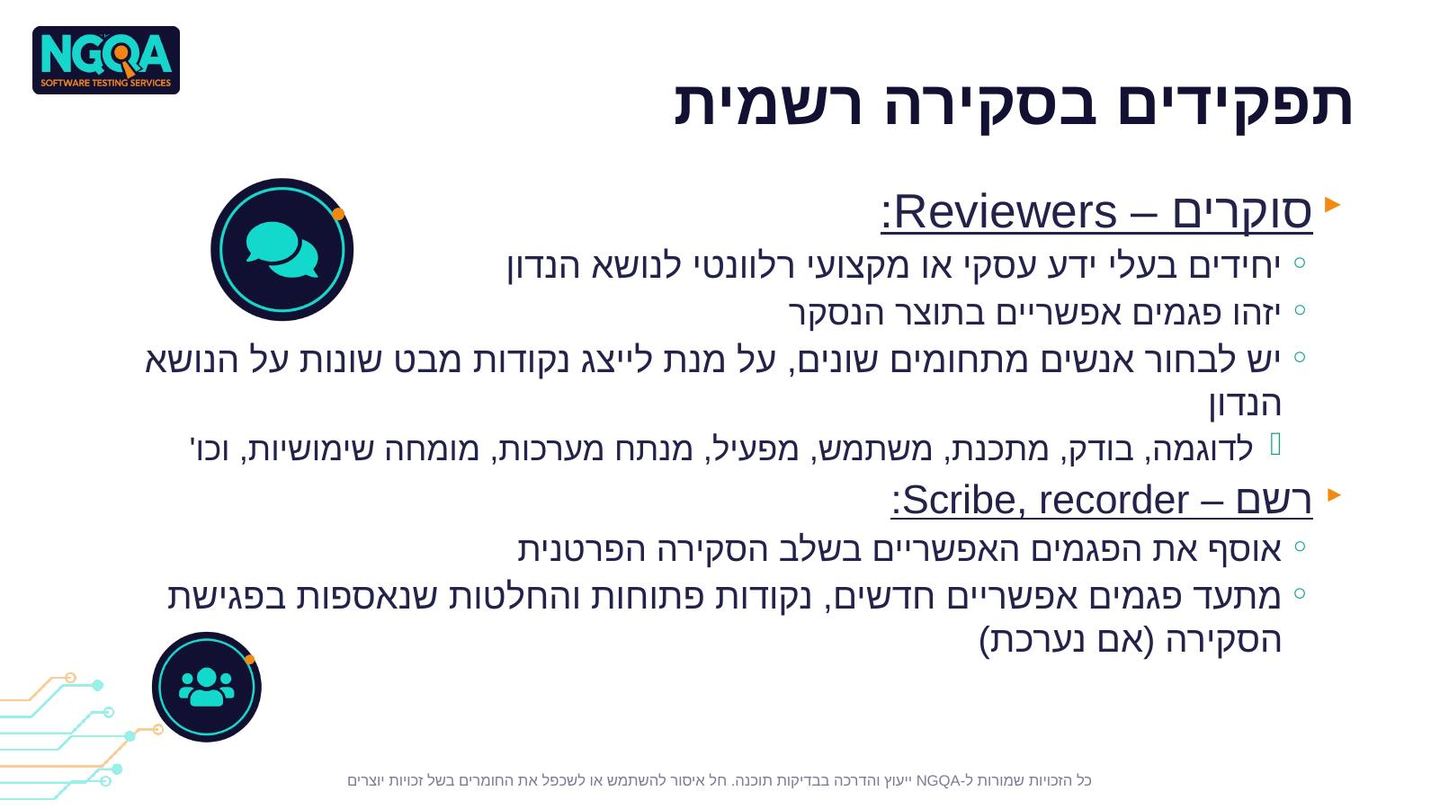 NGQA
SOFTWARE TESTING SERVICES
תפקידים בסקירה רשמית
סוקרים – Reviewers:
יחידים בעלי ידע עסקי או מקצועי רלוונטי לנושא הנדון
יזהו פגמים אפשריים בתוצר הנסקר
יש לבחור אנשים מתחומים שונים, על מנת לייצג נקודות מבט שונות על הנושא
הנדון
לדוגמה, בודק, מתכנת, משתמש, מפעיל, מנתח מערכות, מומחה שימושיות, וכו'
רשם – Scribe, recorder:
אוסף את הפגמים האפשריים בשלב הסקירה הפרטנית
מתעד פגמים אפשריים חדשים, נקודות פתוחות והחלטות שנאספות בפגישת
הסקירה (אם נערכת)
כל הזכויות שמורות ל-NGQA ייעוץ והדרכה בבדיקות תוכנה. חל איסור להשתמש או לשכפל את החומרים בשל זכויות יוצרים